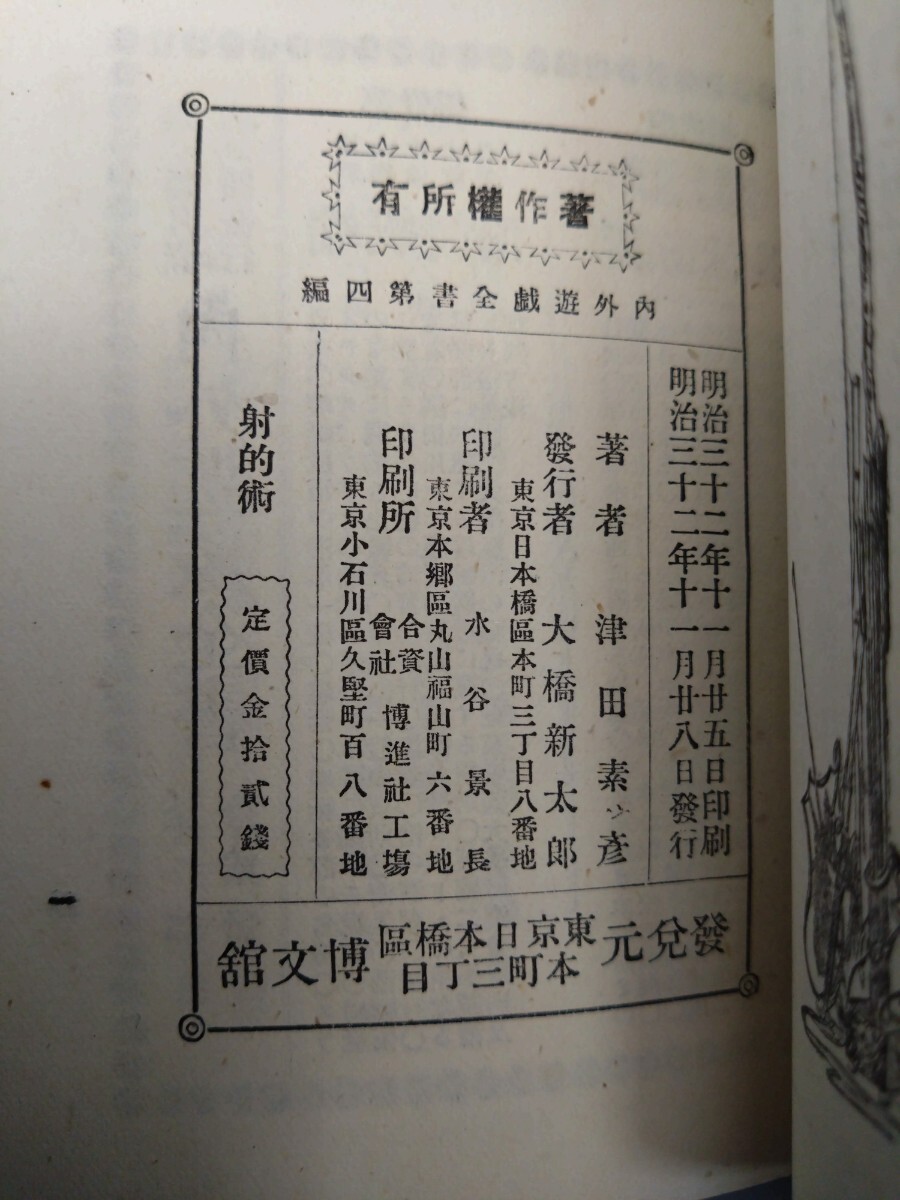 著作權所有
內外遊戲全書第四編
明治三十二年十一月廿五日印刷
明治三十二年十一月廿八日發行
著者 津田素彥
發行者 大橋新太郎
東京日本橋區本町三丁目八番地
印刷者 水谷景長
東京本郷區丸山福山町六番地
印刷所 合資會社 博進社工塲
東京小石川區久堅町百八番地
射的術
定價金拾貳錢
發兌元 東京日本橋區本町三丁目 博文舘